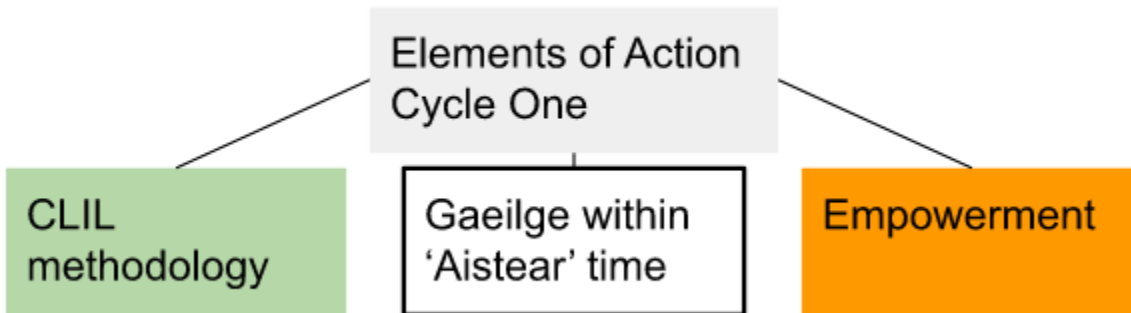 Elements of Action
Cycle One
CLIL
methodology
Gaeilge within
‘Aistear’ time
Empowerment